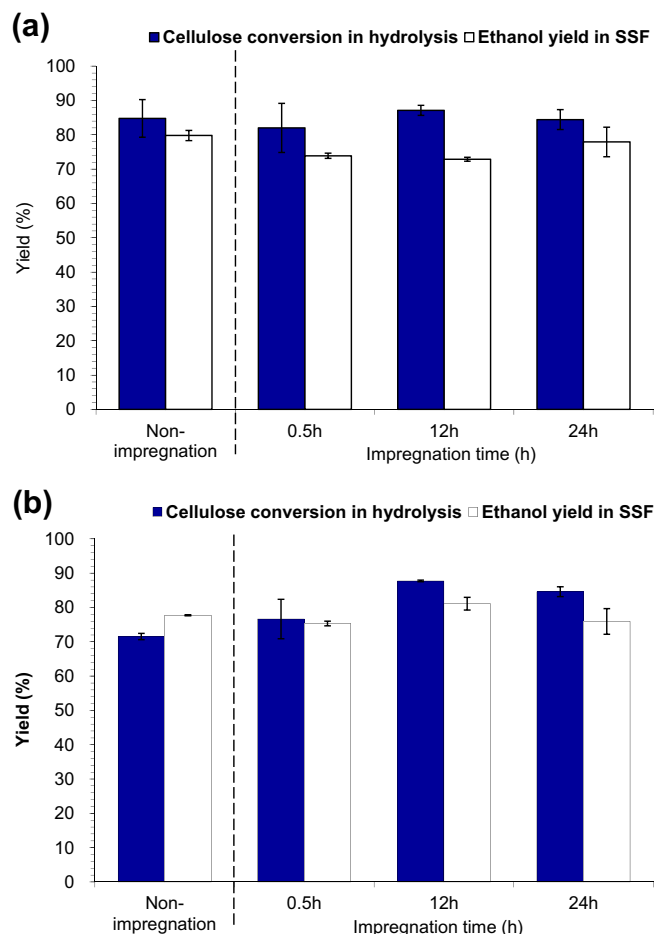 (a)
Cellulose conversion in hydrolysis Ethanol yield in SSF
100
90
80
70
60
50
40
30
20
10
0
Yield (%)
Non-
impregnation
0.5h 12h 24h
Impregnation time (h)
(b)
Cellulose conversion in hydrolysis Ethanol yield in SSF
100
90
80
70
60
50
40
30
20
10
0
Yield (%)
Non-
impregnation
0.5h 12h 24h
Impregnation time (h)